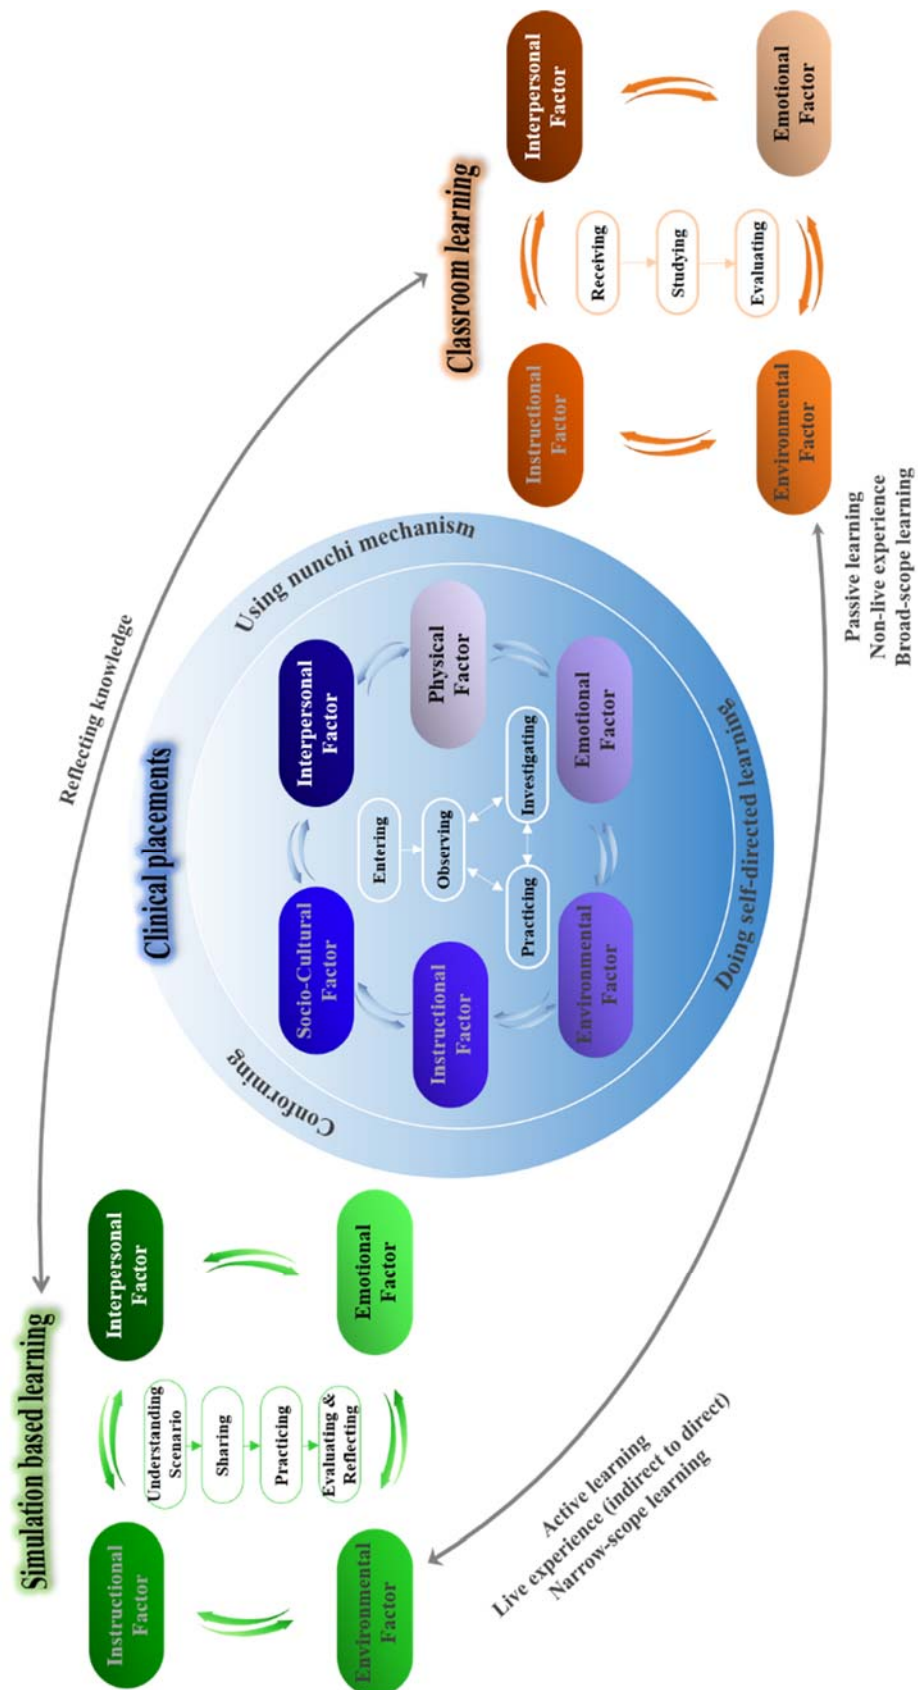 Simulation based learning
Instructional
Factor
Interpersonal
Factor
Understanding
Scenario
Sharing
Practicing
Evaluating &
Reflecting
Environmental
Factor
Emotional
Factor
Reflecting knowledge
Clinical placements
Conforming
Using nunchi mechanism
Doing self-directed learning
Socio-Cultural
Factor
Interpersonal
Factor
Instructional
Factor
Physical
Factor
Environmental
Factor
Emotional
Factor
Entering
Observing
Practicing
Investigating
Classroom learning
Instructional
Factor
Interpersonal
Factor
Receiving
Studying
Evaluating
Environmental
Factor
Emotional
Factor
Active learning
Live experience (indirect to direct)
Narrow-scope learning
Passive learning
Non-live experience
Broad-scope learning